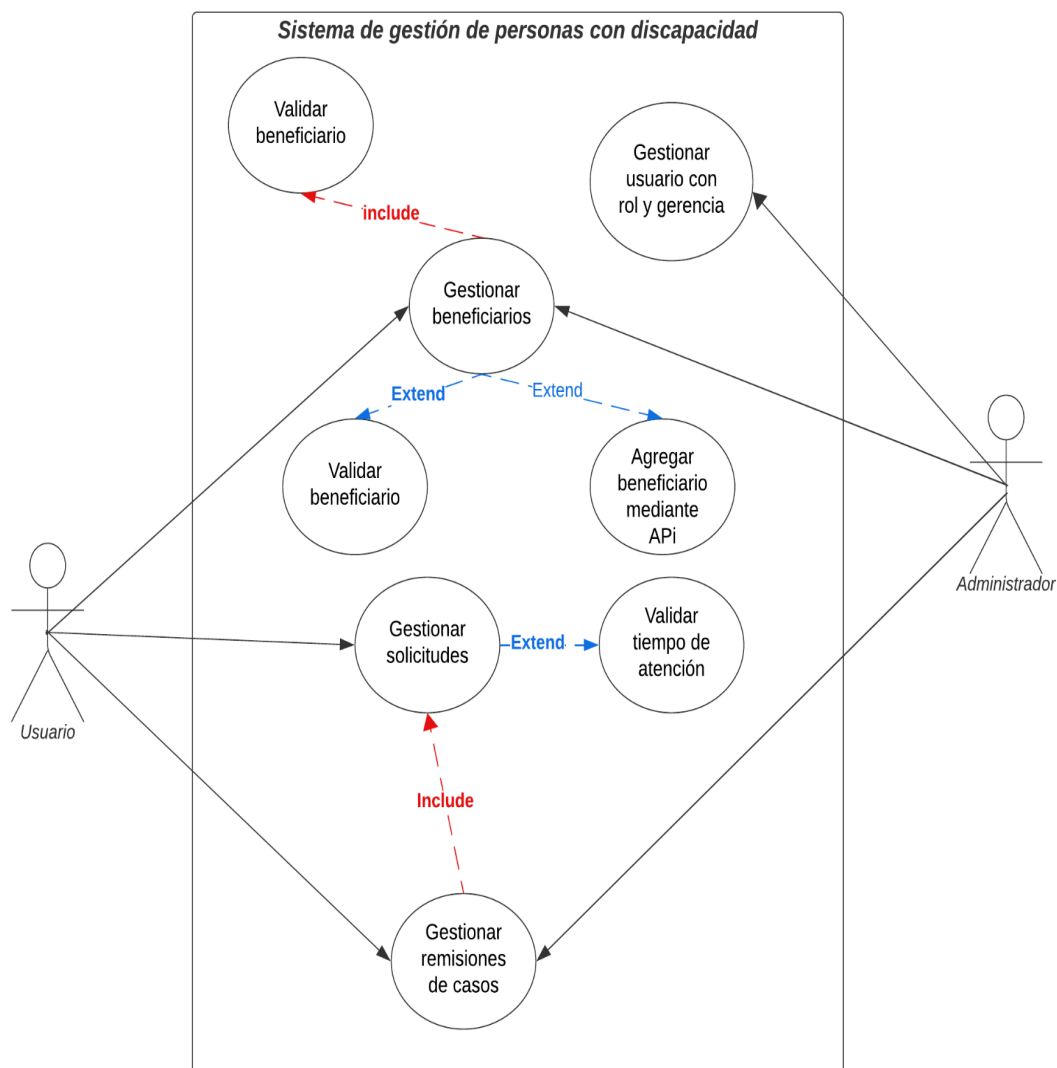 Sistema de gestión de personas con discapacidad
Validar
beneficiario
Gestionar
usuario con
rol y gerencia
include
Gestionar
beneficiarios
Extend
Extend
Validar
beneficiario
Agregar
beneficiario
mediante
APi
Administrador
Gestionar
solicitudes
Extend
Validar
tiempo de
atención
Usuario
Include
Gestionar
remisiones
de casos